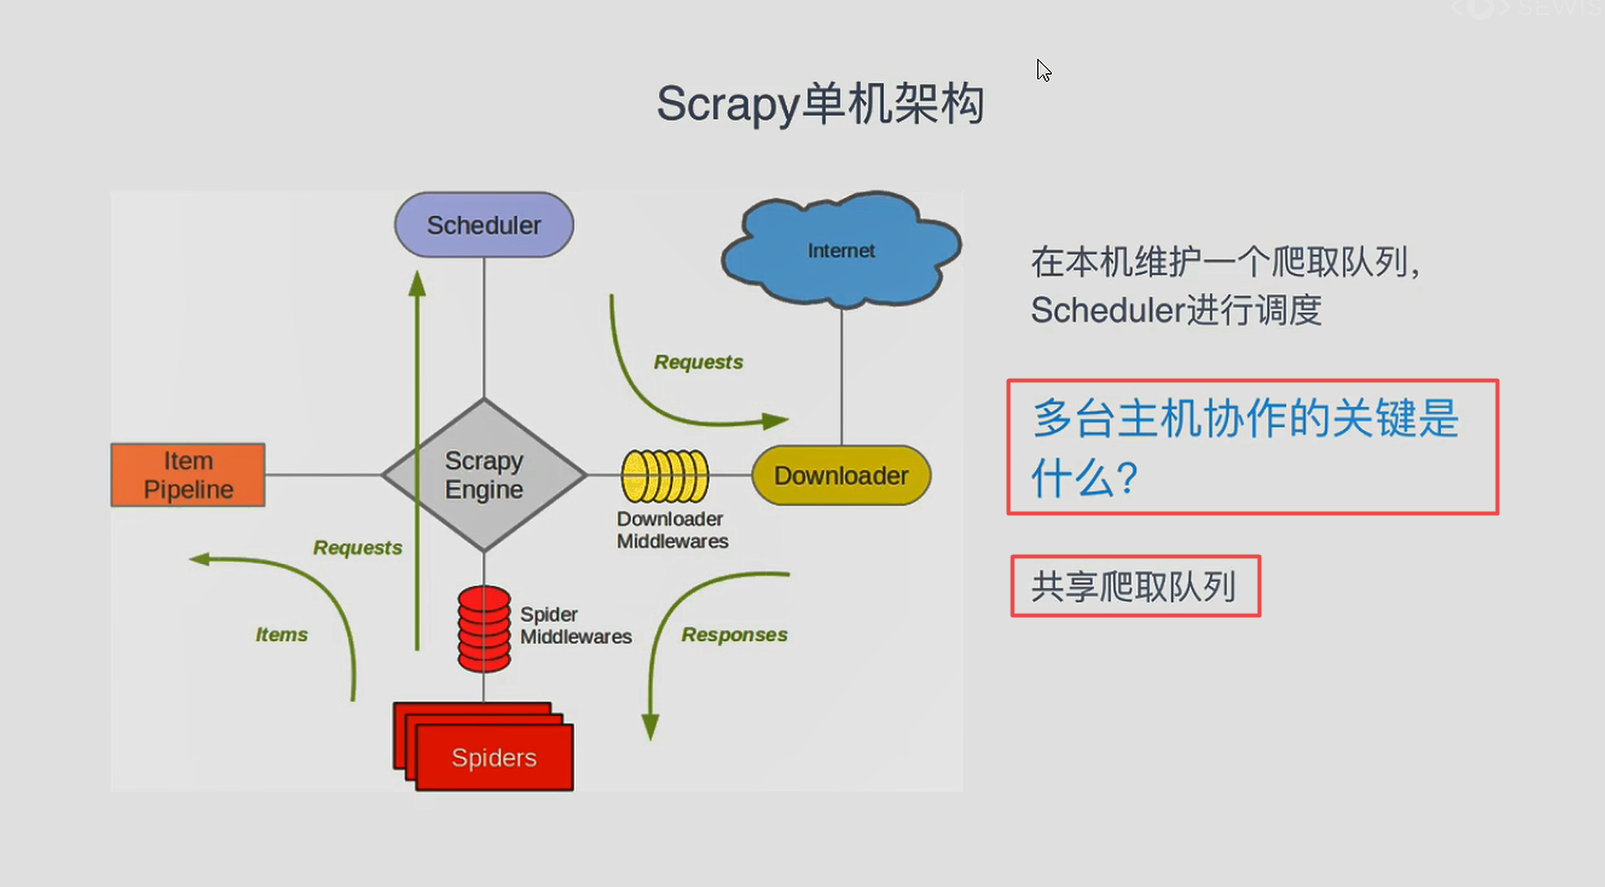 Scrapy单机架构
Scheduler
Internet
在本机维护一个爬取队列,
Scheduler进行调度
Requests
多台主机协作的关键是
什么?
Item
Pipeline
Scrapy
Engine
Downloader
Downloader
Middlewares
Requests
共享爬取队列
Items
Spider
Middlewares
Responses
Spiders